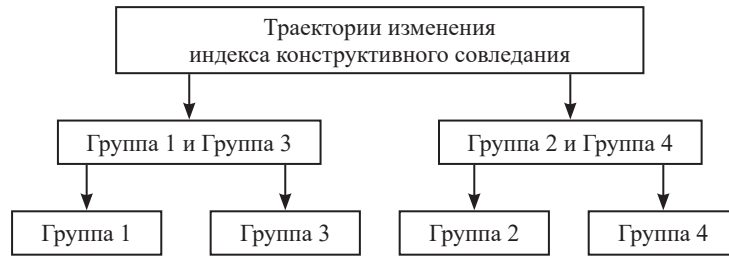 Траектории изменения
индекса конструктивного совледания
Группа 1 и Группа 3
Группа 2 и Группа 4
Группа 1
Группа 3
Группа 2
Группа 4